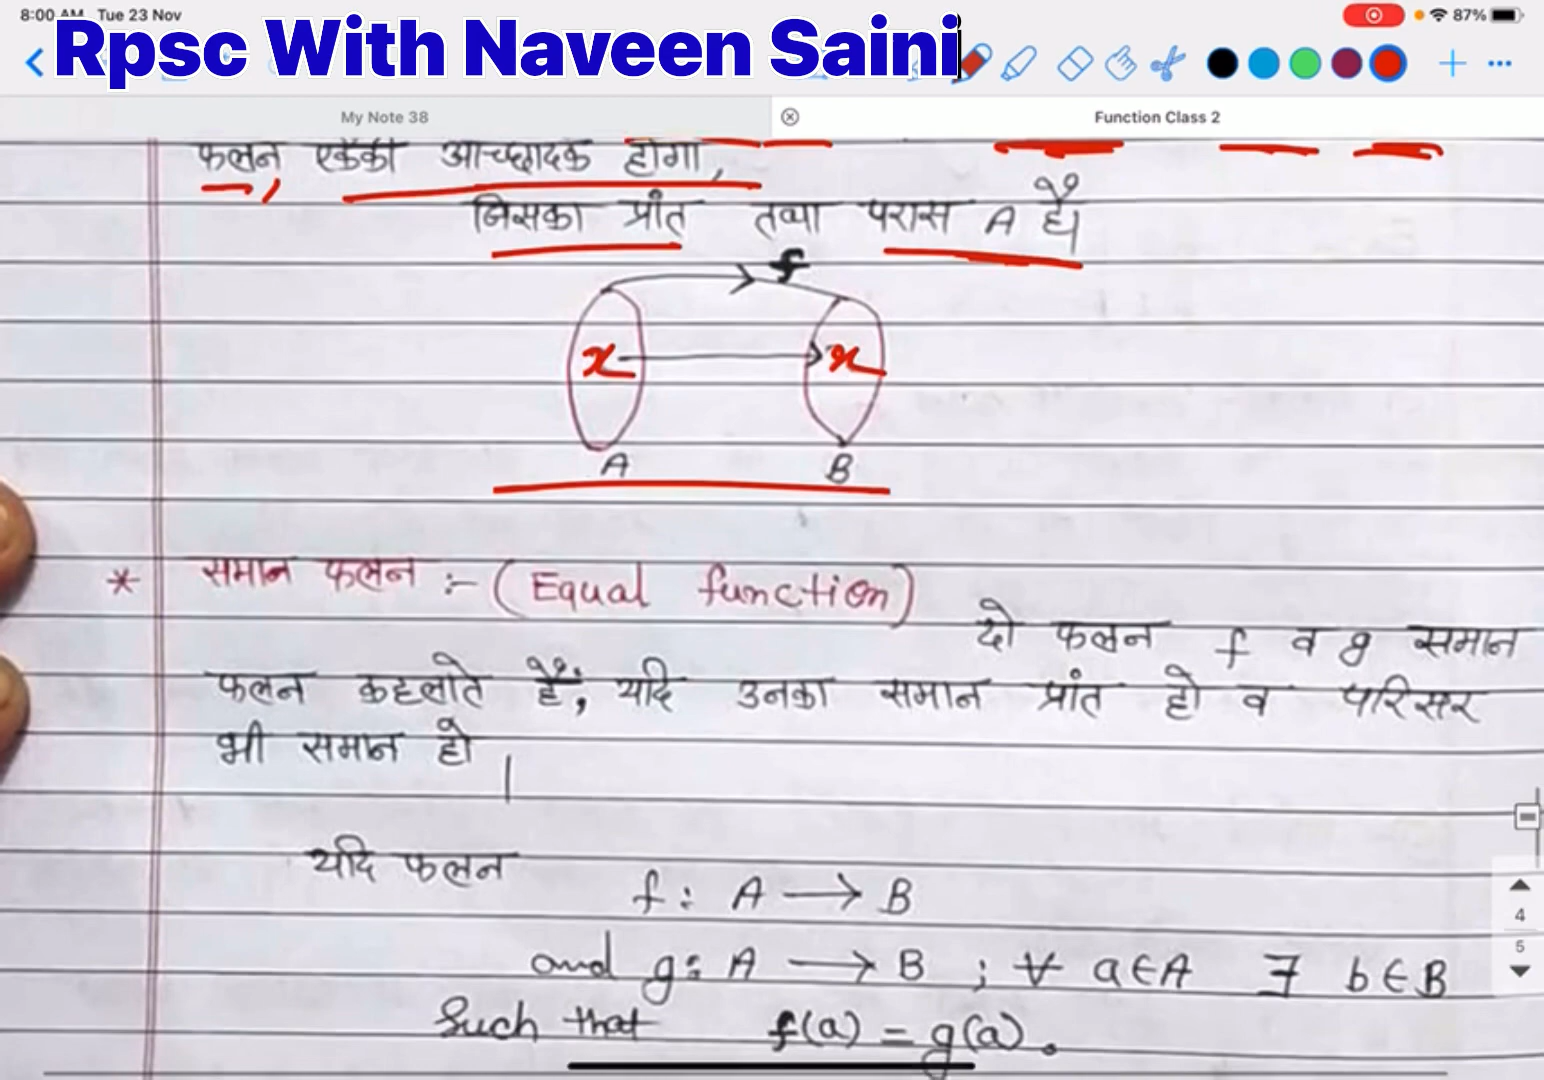 8:00 AM Tue 23 Nov
87%
Rpsc With Naveen Saini
My Note 38
Function Class 2
फलन एकैकी आच्छादक होगा,
जिसका प्रांत तथा परास A है।
f
x x
A B
* समान फलन :- (Equal function)
दो फलन f व g समान
फलन कहलाते हैं, यदि उनका समान प्रांत हो व परिसर
भी समान हो |
यदि फलन
f : A → B
and g : A → B ; ∀ a∈A ∃ b∈B
Such that f(a) = g(a).
4
5